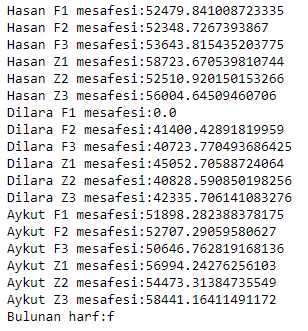 Hasan F1 mesafesi:52479.841008723335
Hasan F2 mesafesi:52348.7267393867
Hasan F3 mesafesi:53643.815435203775
Hasan Z1 mesafesi:58723.670539810744
Hasan Z2 mesafesi:52510.920150153266
Hasan Z3 mesafesi:56004.64509460706
Dilara F1 mesafesi:0.0
Dilara F2 mesafesi:41400.42891819959
Dilara F3 mesafesi:40723.770493686425
Dilara Z1 mesafesi:45052.70588724064
Dilara Z2 mesafesi:40828.590850198256
Dilara Z3 mesafesi:42335.706141083276
Aykut F1 mesafesi:51898.282388378175
Aykut F2 mesafesi:52707.29059580627
Aykut F3 mesafesi:50646.762819168136
Aykut Z1 mesafesi:56994.24276256103
Aykut Z2 mesafesi:54473.31384735549
Aykut Z3 mesafesi:58441.16411491172
Bulunan harf:f